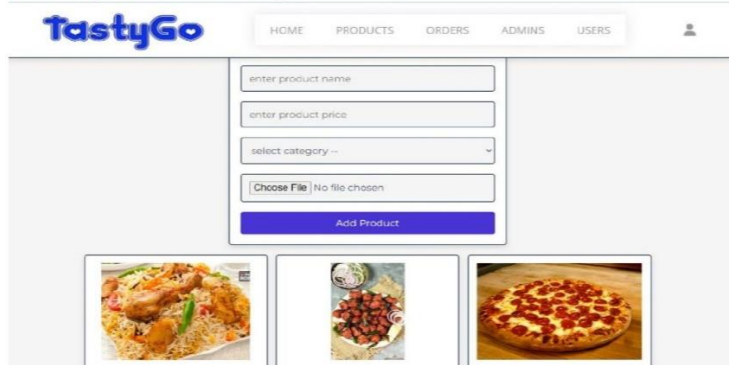 TastyGo
HOME PRODUCTS ORDERS ADMINS USERS
enter product name
enter product price
select category --
Choose File No file chosen
Add Product